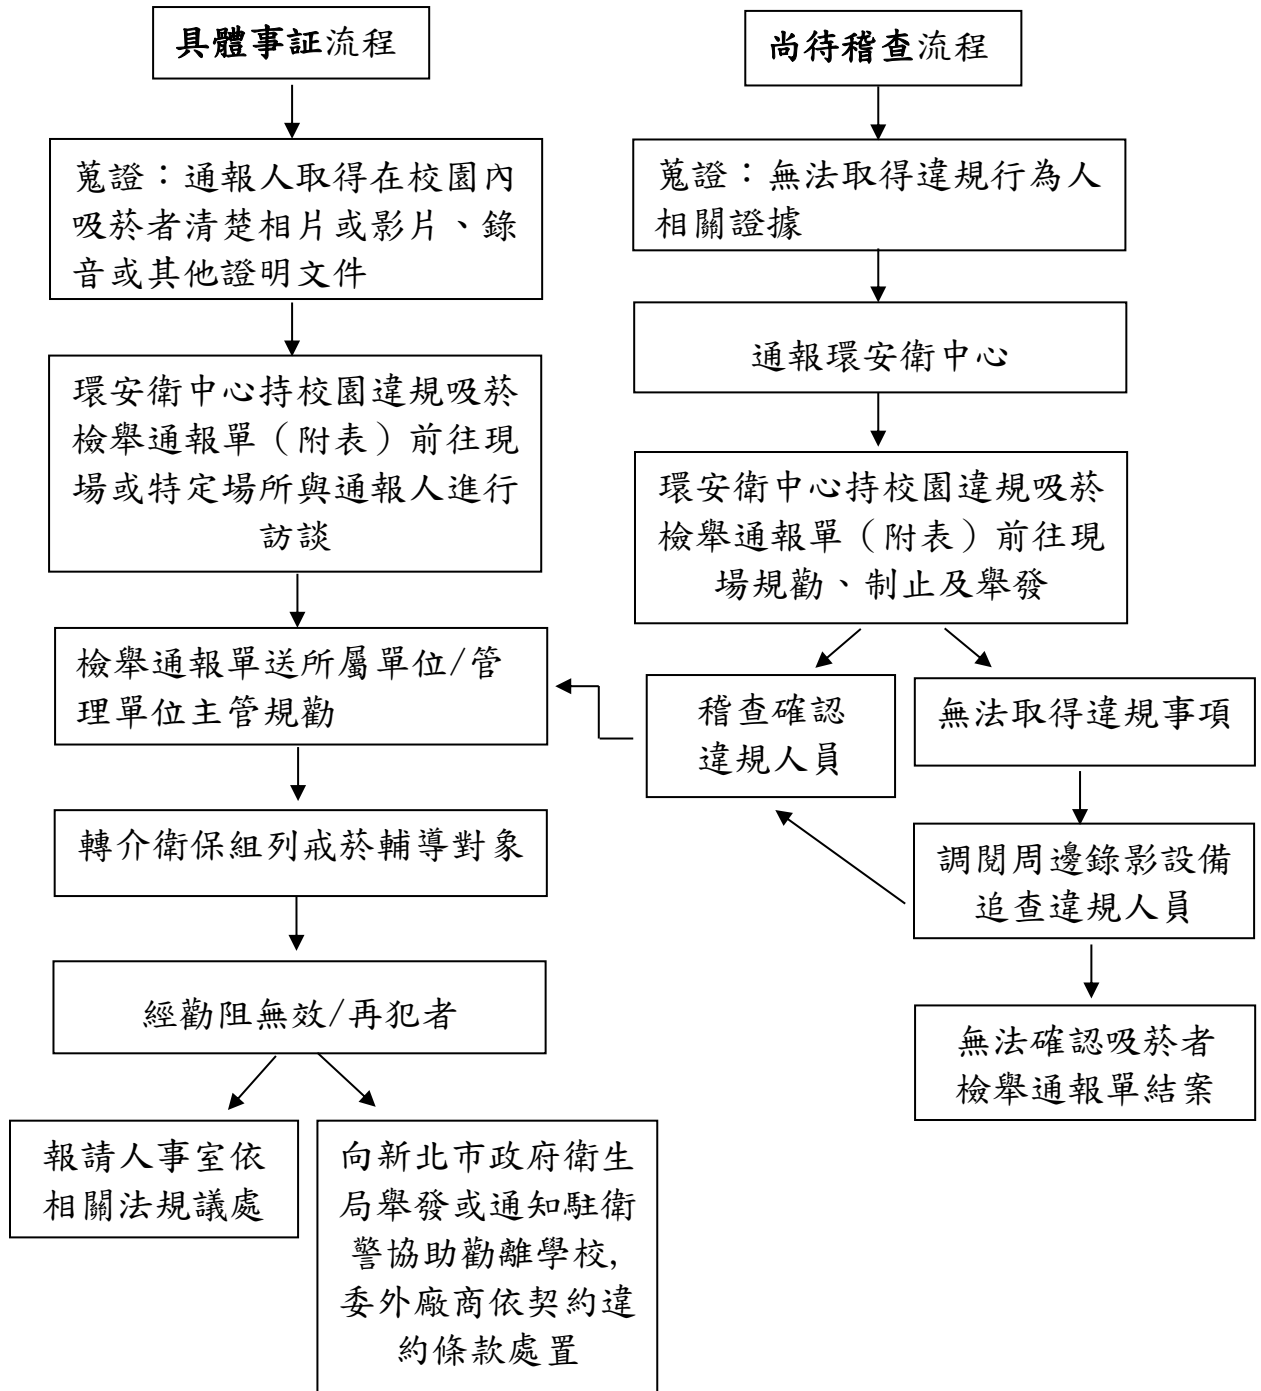 具體事証流程
蒐證：通報人取得在校園內
吸菸者清楚相片或影片、錄
音或其他證明文件
環安衛中心持校園違規吸菸
檢舉通報單（附表）前往現
場或特定場所與通報人進行
訪談
檢舉通報單送所屬單位/管
理單位主管規勸
轉介衛保組列戒菸輔導對象
經勸阻無效/再犯者
報請人事室依
相關法規議處
向新北市政府衛生
局舉發或通知駐衛
警協助勸離學校,
委外廠商依契約違
約條款處置
尚待稽查流程
蒐證：無法取得違規行為人
相關證據
通報環安衛中心
環安衛中心持校園違規吸菸
檢舉通報單（附表）前往現
場規勸、制止及舉發
稽查確認
違規人員
無法取得違規事項
調閱周邊錄影設備
追查違規人員
無法確認吸菸者
檢舉通報單結案